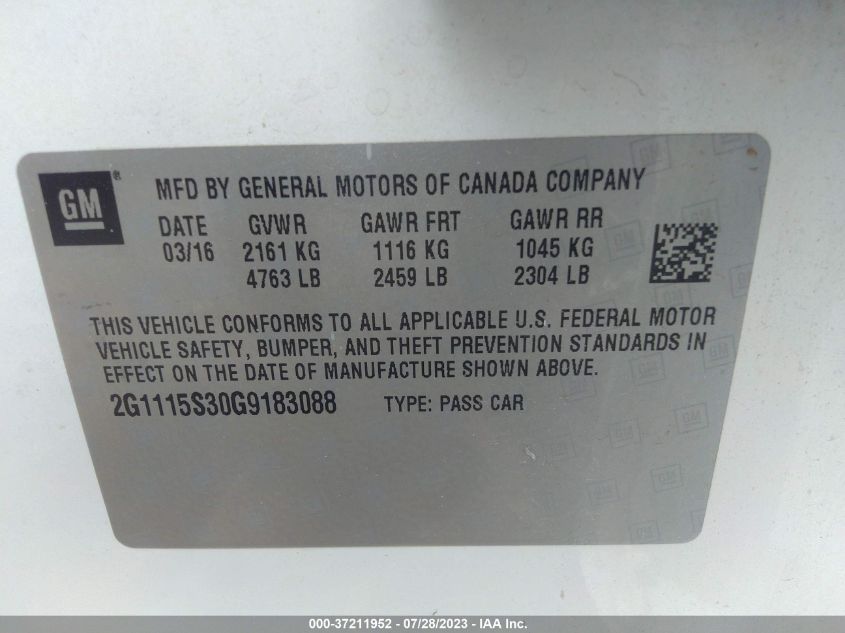 GM ® MFD BY GENERAL MOTORS OF CANADA COMPANY
DATE GVWR GAWR FRT GAWR RR
03/16 2161 KG 1116 KG 1045 KG
4763 LB 2459 LB 2304 LB
THIS VEHICLE CONFORMS TO ALL APPLICABLE U.S. FEDERAL MOTOR
VEHICLE SAFETY, BUMPER, AND THEFT PREVENTION STANDARDS IN
EFFECT ON THE DATE OF MANUFACTURE SHOWN ABOVE.
2G1115S30G9183088 TYPE: PASS CAR
000-37211952 - 07/28/2023 - IAA Inc.